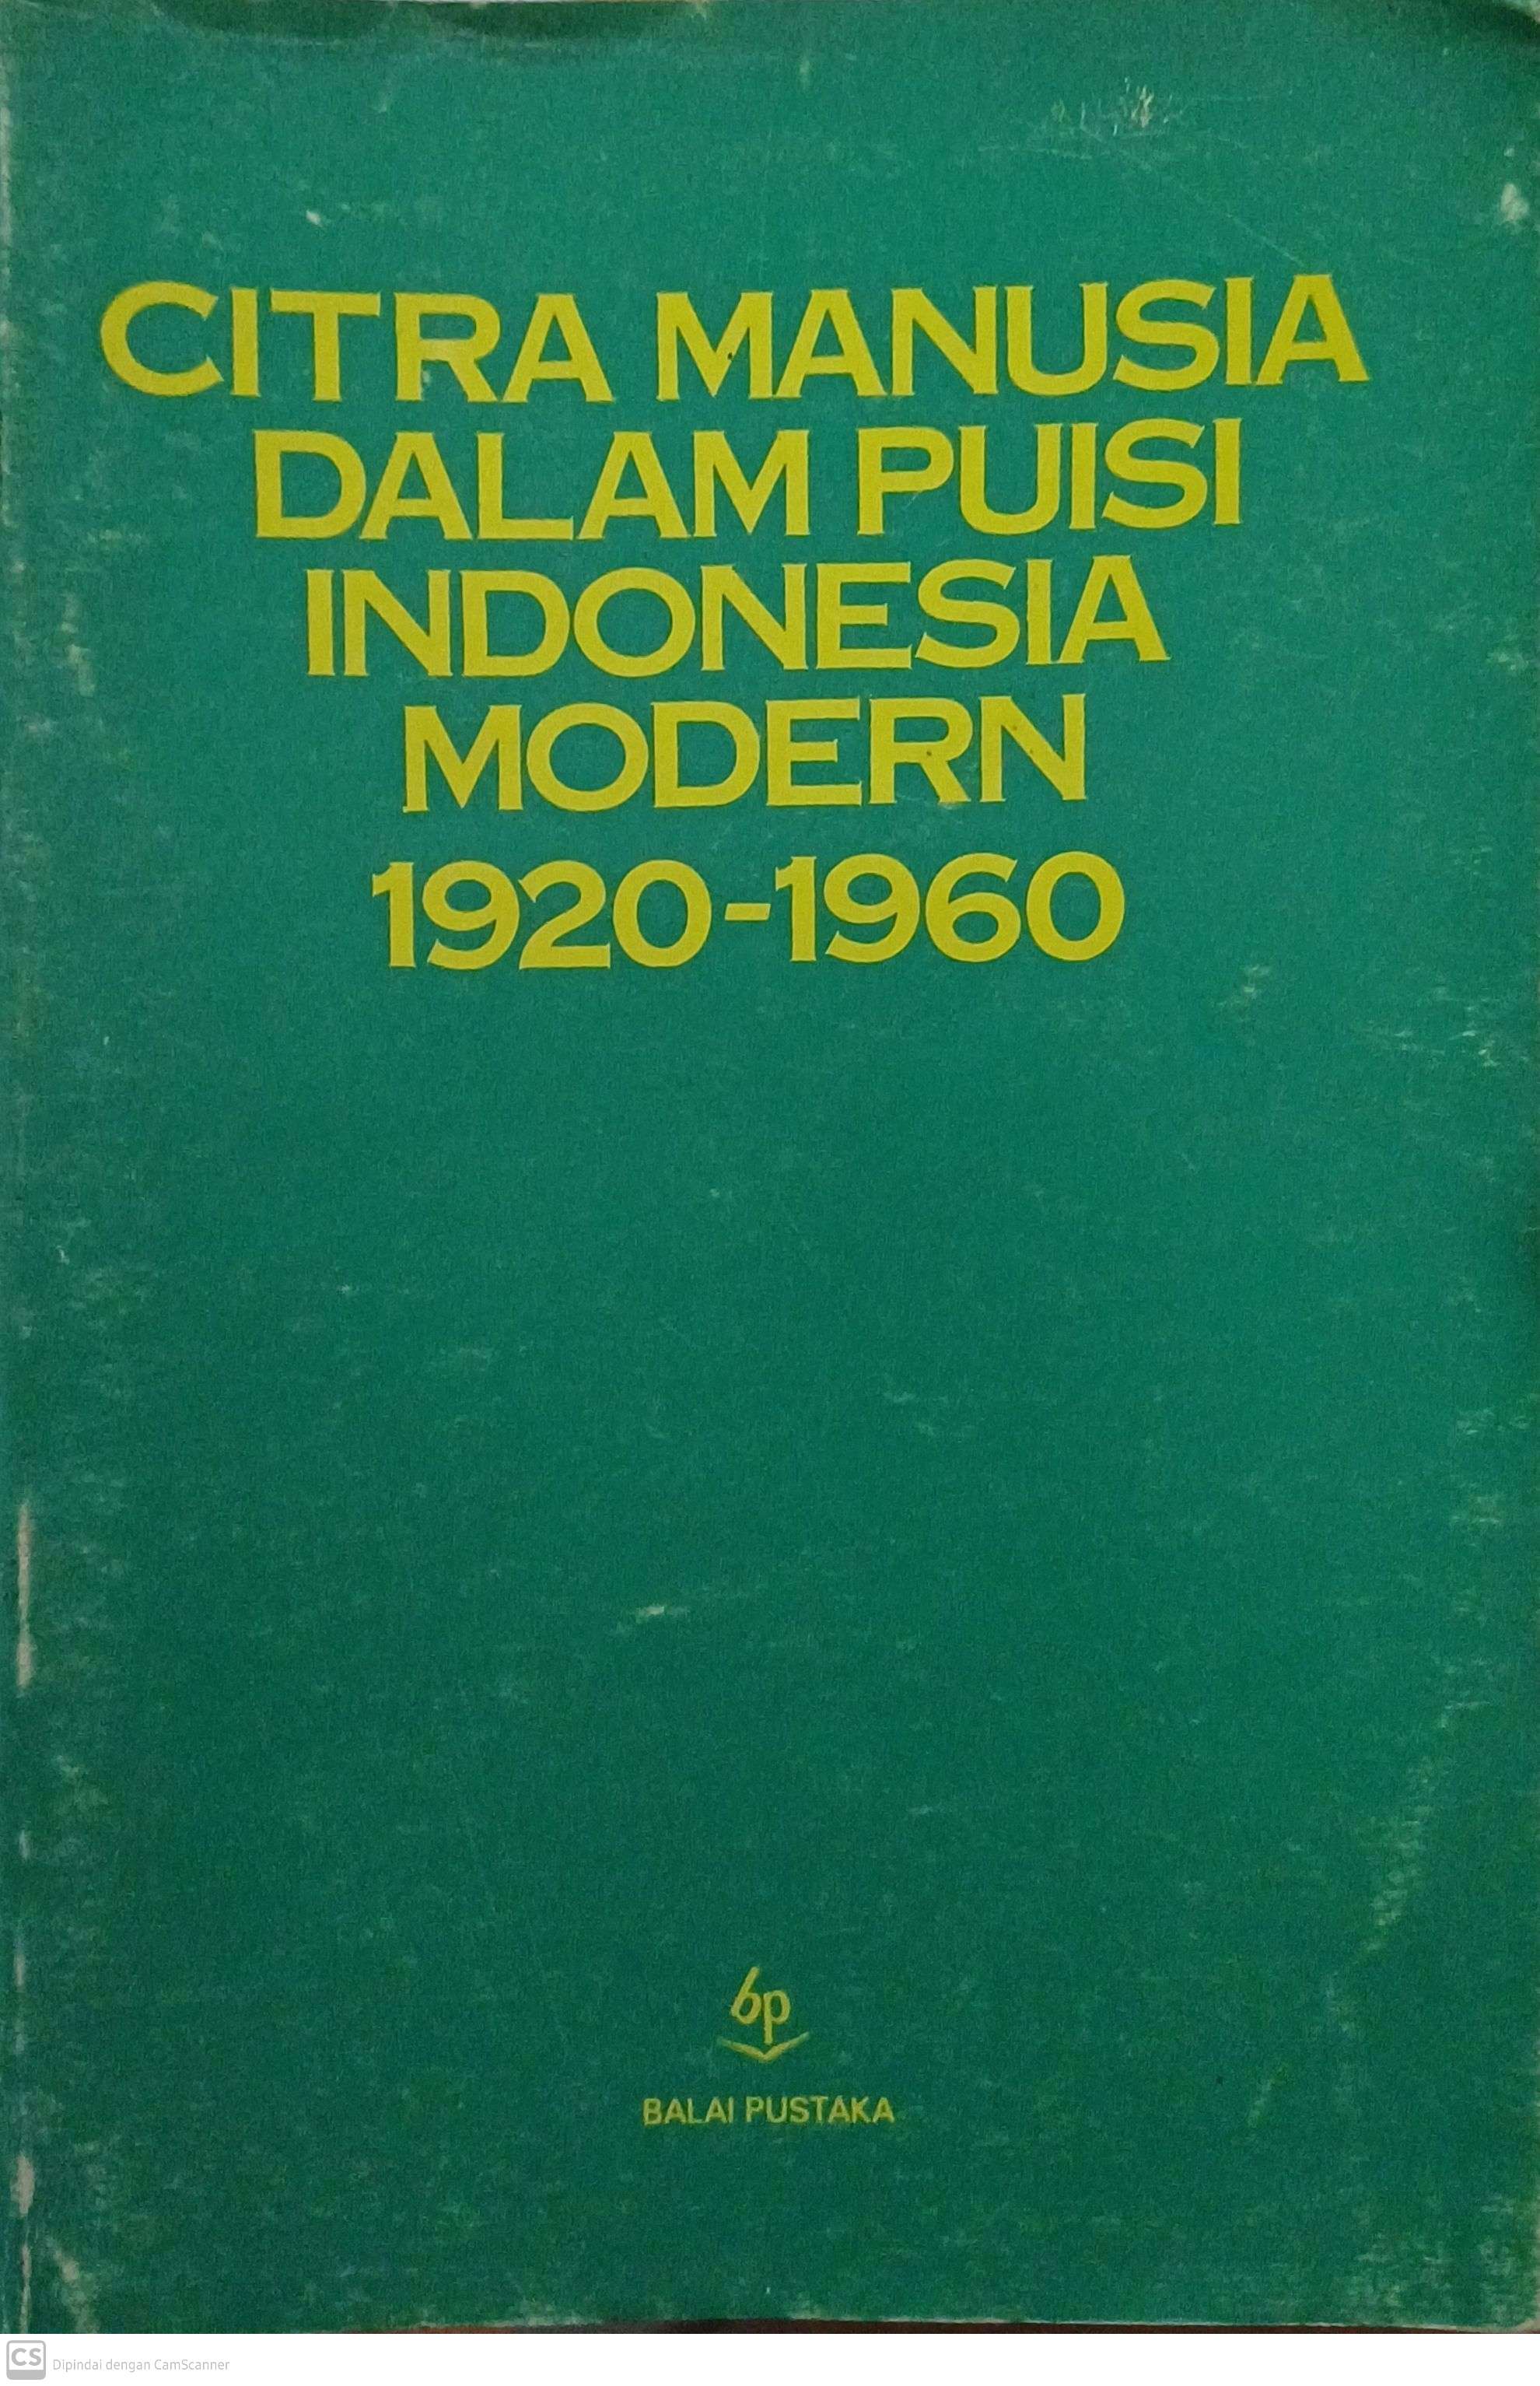 CITRA MANUSIA
DALAM PUISI
INDONESIA
MODERN
1920-1960
bp
BALAI PUSTAKA
CS Dipindai dengan CamScanner